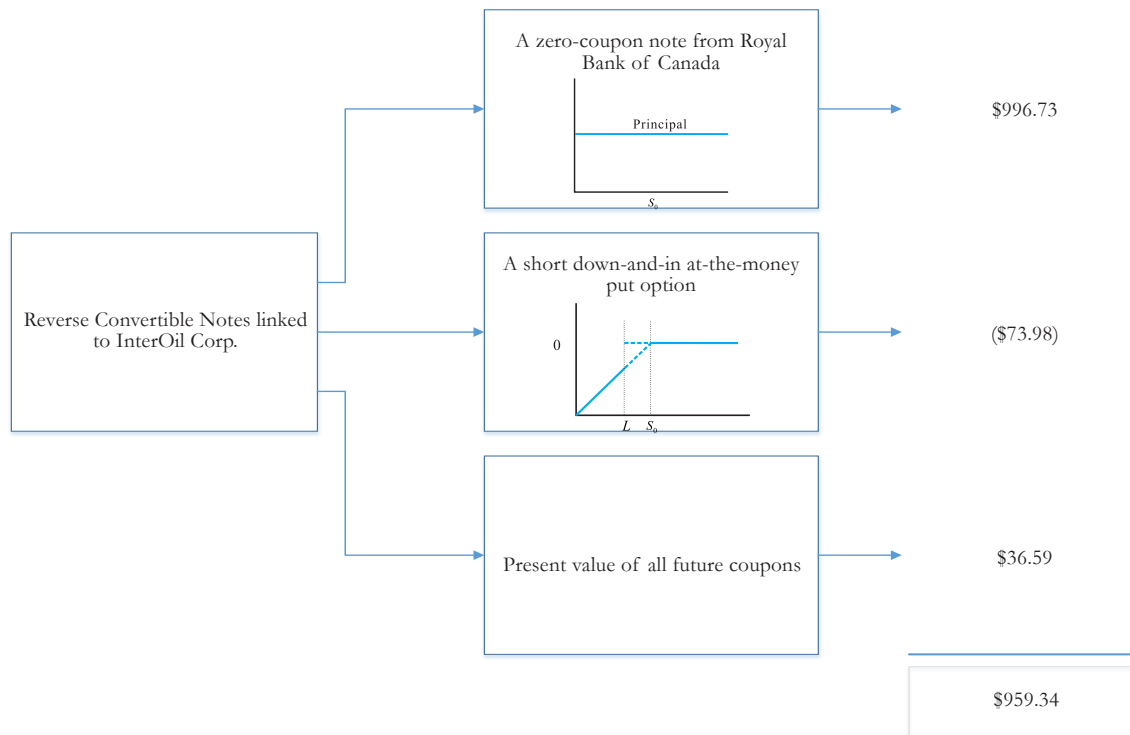 A zero-coupon note from Royal
Bank of Canada
Principal
S₀
$996.73
Reverse Convertible Notes linked
to InterOil Corp.
A short down-and-in at-the-money
put option
0
L
S₀
($73.98)
Present value of all future coupons
$36.59
$959.34